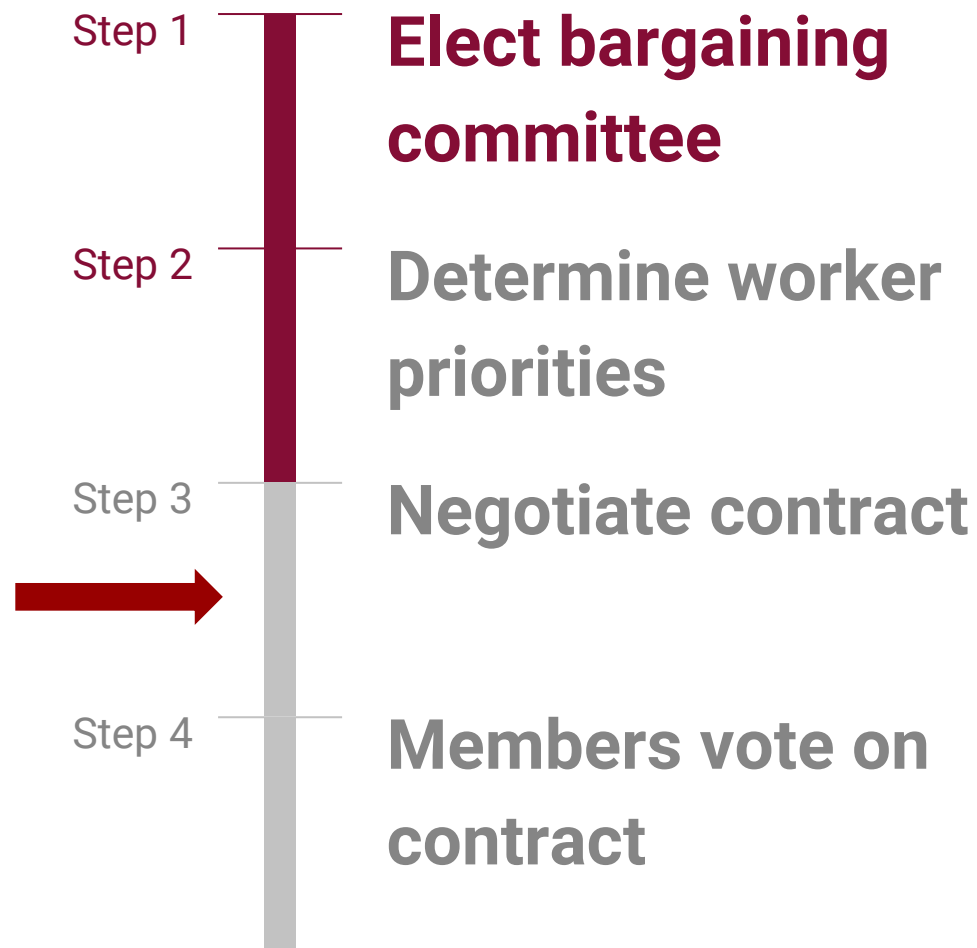 Step 1
Elect bargaining
committee
Step 2
Determine worker
priorities
Step 3
Negotiate contract
Step 4
Members vote on
contract